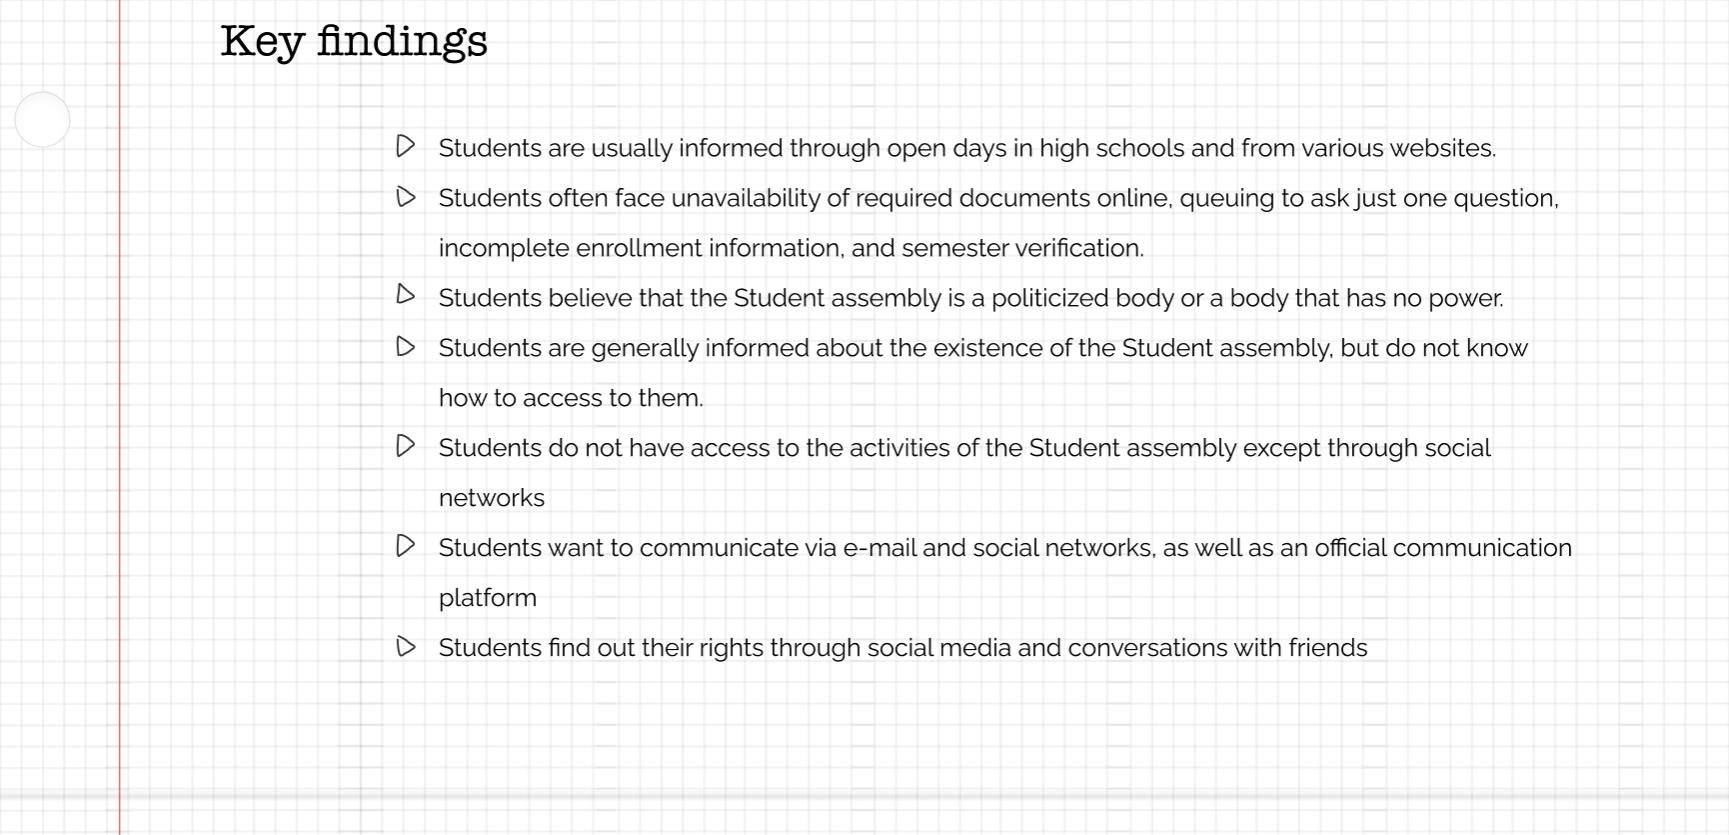 Key findings
Students are usually informed through open days in high schools and from various websites.
Students often face unavailability of required documents online, queuing to ask just one question,
incomplete enrollment information, and semester verification.
Students believe that the Student assembly is a politicized body or a body that has no power.
Students are generally informed about the existence of the Student assembly, but do not know
how to access to them.
Students do not have access to the activities of the Student assembly except through social
networks
Students want to communicate via e-mail and social networks, as well as an official communication
platform
Students find out their rights through social media and conversations with friends